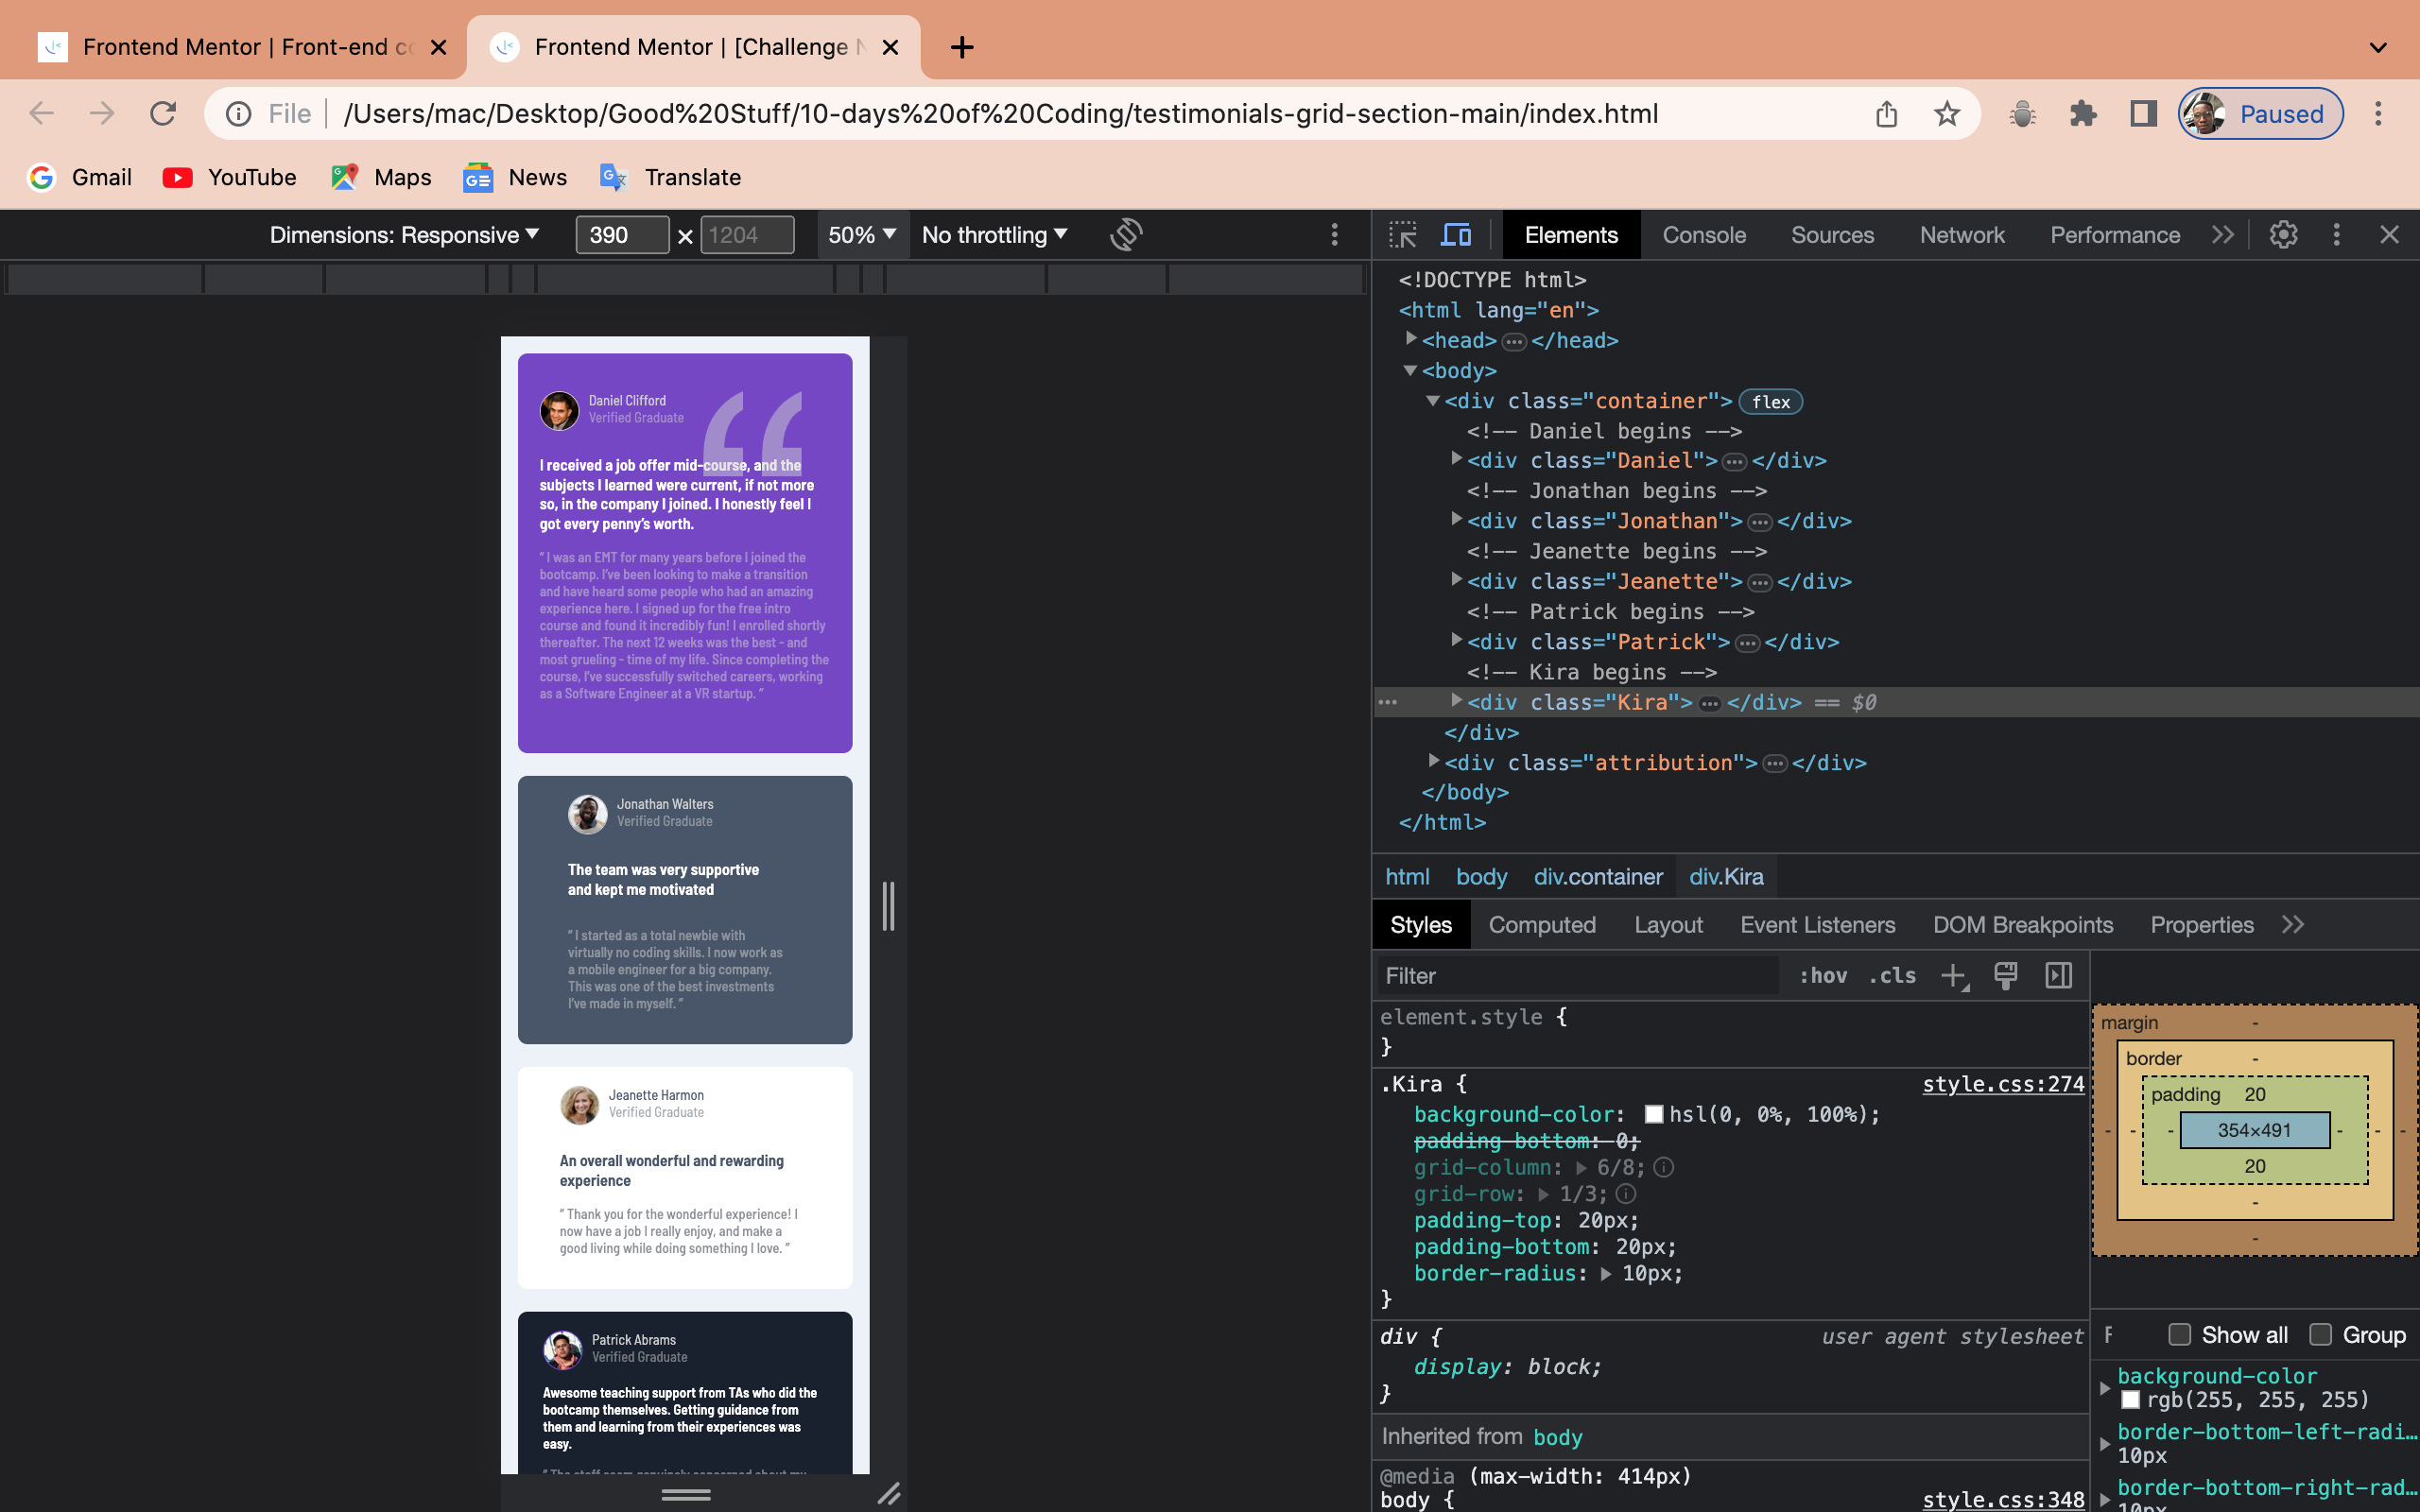 Frontend Mentor | Front-end co
Frontend Mentor | [Challenge N
File
/Users/mac/Desktop/Good%20Stuff/10-days%20of%20Coding/testimonials-grid-section-main/index.html
Paused
Gmail
YouTube
Maps
News
Translate
Dimensions: Responsive
390 × 1204
50%
No throttling
Elements
Console
Sources
Network
Performance
Daniel Clifford
Verified Graduate
I received a job offer mid-course, and the
subjects I learned were current, if not more
so, in the company I joined. I honestly feel I
got every penny’s worth.
“ I was an EMT for many years before I joined the
bootcamp. I’ve been looking to make a transition
and have heard some people who had an amazing
experience here. I signed up for the free intro
course and found it incredibly fun! I enrolled shortly
thereafter. The next 12 weeks was the best - and
most grueling - time of my life. Since completing the
course, I’ve successfully switched careers, working
as a Software Engineer at a VR startup. ”
Jonathan Walters
Verified Graduate
The team was very supportive
and kept me motivated
“ I started as a total newbie with
virtually no coding skills. I now work as
a mobile engineer for a big company.
This was one of the best investments
I’ve made in myself. ”
Jeanette Harmon
Verified Graduate
An overall wonderful and rewarding
experience
“ Thank you for the wonderful experience! I
now have a job I really enjoy, and make a
good living while doing something I love. ”
Patrick Abrams
Verified Graduate
Awesome teaching support from TAs who did the
bootcamp themselves. Getting guidance from
them and learning from their experiences was
easy.
<!DOCTYPE html>
<html lang="en">
<head>…</head>
<body>
<div class="container"> flex
<!-- Daniel begins -->
<div class="Daniel">…</div>
<!-- Jonathan begins -->
<div class="Jonathan">…</div>
<!-- Jeanette begins -->
<div class="Jeanette">…</div>
<!-- Patrick begins -->
<div class="Patrick">…</div>
<!-- Kira begins -->
<div class="Kira">…</div> == $0
</div>
<div class="attribution">…</div>
</body>
</html>
html
body
div.container
div.Kira
Styles
Computed
Layout
Event Listeners
DOM Breakpoints
Properties
Filter
:hov
.cls
element.style {
}
.Kira {
style.css:274
background-color: hsl(0, 0%, 100%);
padding-bottom: 0;
grid-column: 6/8;
grid-row: 1/3;
padding-top: 20px;
padding-bottom: 20px;
border-radius: 10px;
}
div {
user agent stylesheet
display: block;
}
Inherited from body
@media (max-width: 414px)
body {
style.css:348
margin -
border -
padding 20
- - - 354×491 - - -
20
-
-
F
Show all
Group
background-color
rgb(255, 255, 255)
border-bottom-left-radi…
10px
border-bottom-right-rad…
10px